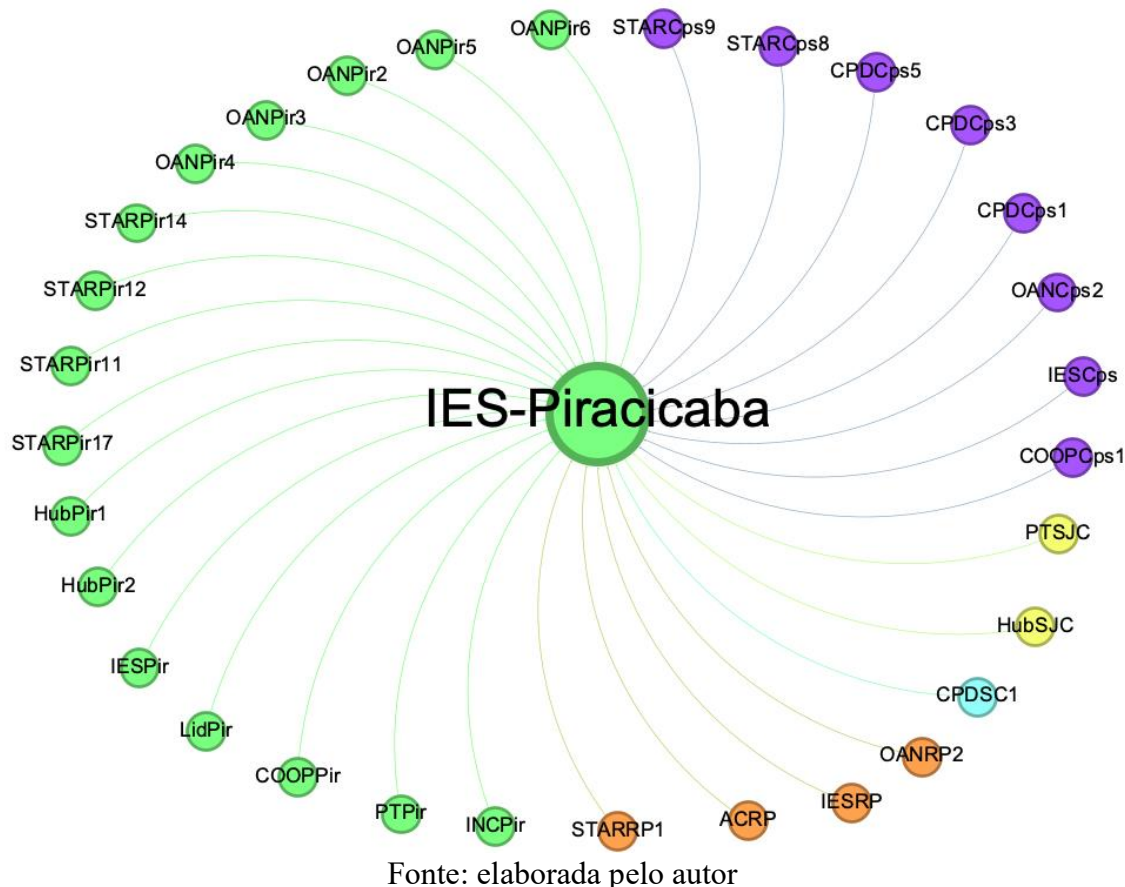 OANPir6
STARCps9
STARCps8
OANPir5
CPDCps5
OANPir2
OANPir3
CPDCps3
OANPir4
STARPir14
CPDCps1
STARPir12
OANCps2
STARPir11
IESCps
IES-Piracicaba
STARPir17
COOPCps1
HubPir1
PTSJC
HubPir2
HubSJC
IESPir
CPDSC1
LidPir
OANRP2
COOPPir
IESRP
PTPir
INCPir
STARRP1
ACRP
Fonte: elaborada pelo autor